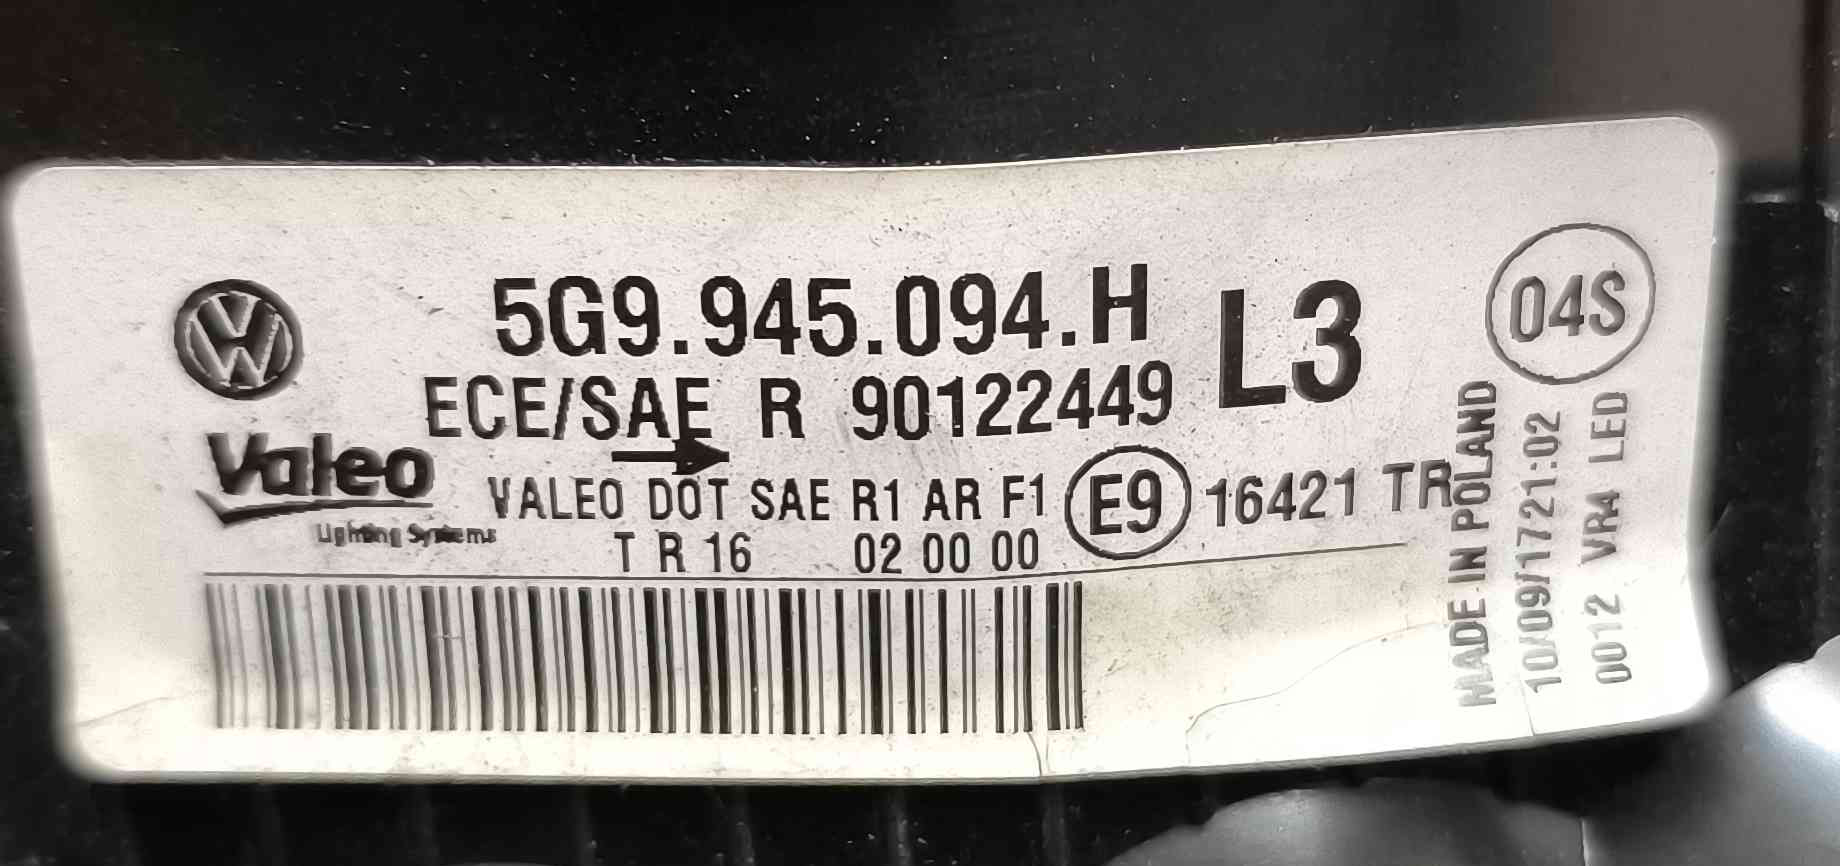 5G9.945.094.H
L3
04S
ECE/SAE R 90122449
Valeo
Lighting Systems
VALEO DOT SAE R1 AR F1 E9 16421 TR
T R 16 02 00 00
MADE IN POLAND
10/09/1721:02
0012 VR4 LED